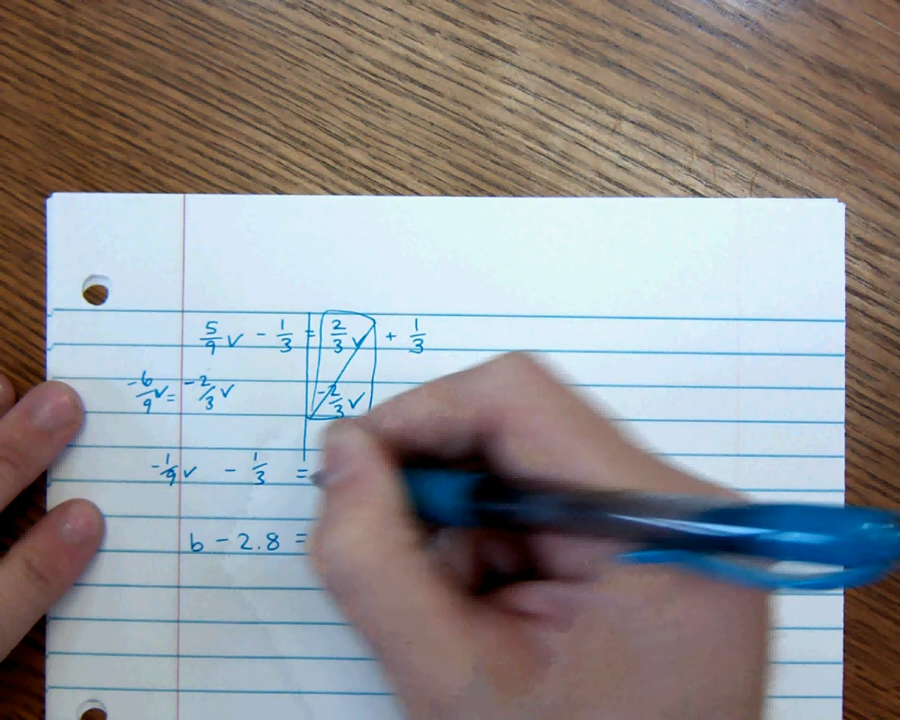 5/9 v - 1/3 = 2/3 v + 1/3
-6/9 v = -2/3 v -2/3 v
-1/9 v - 1/3 =
b - 2.8 =